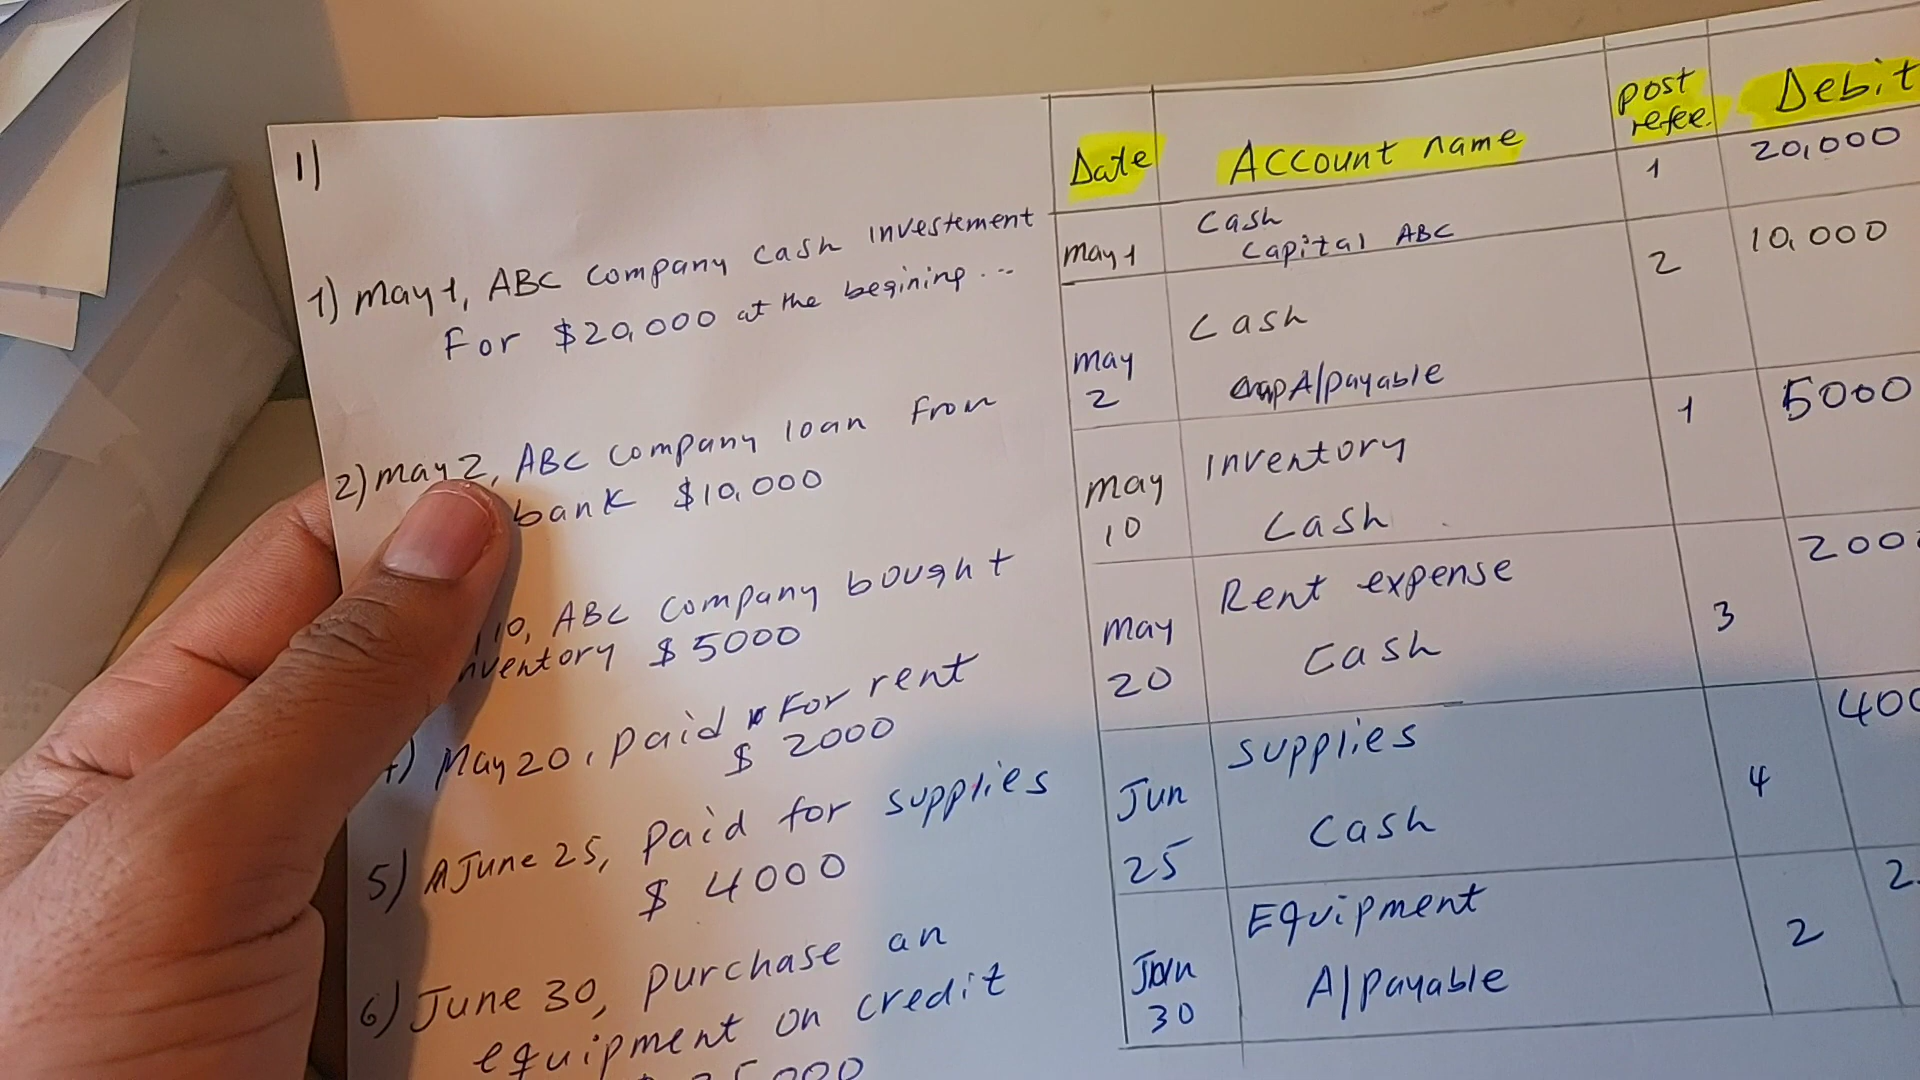 1)
1) May 1, ABC company cash investement
For $20,000 at the begining...
2) May 2, ABC company loan From
bank $10,000
10, ABC company bought
nventory $5000
) May 20, paid For rent
$ 2000
5) June 25, paid for supplies
$ 4000
6) June 30, purchase an
equipment on credit
Date Account name post Debit
refee.
May 1 Cash 1 20,000
Capital ABC
May Cash 2 10,000
2 A/payable
May Inventory 1 5000
10 Cash
May Rent expense 3 200
20 Cash
Jun Supplies 4 400
25 Cash
Jun Equipment 2 2
30 A/payable